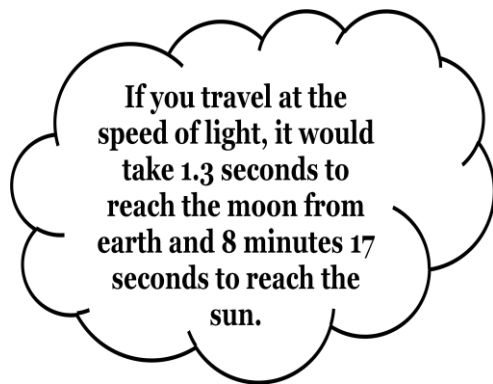 If you travel at the
speed of light, it would
take 1.3 seconds to
reach the moon from
earth and 8 minutes 17
seconds to reach the
sun.